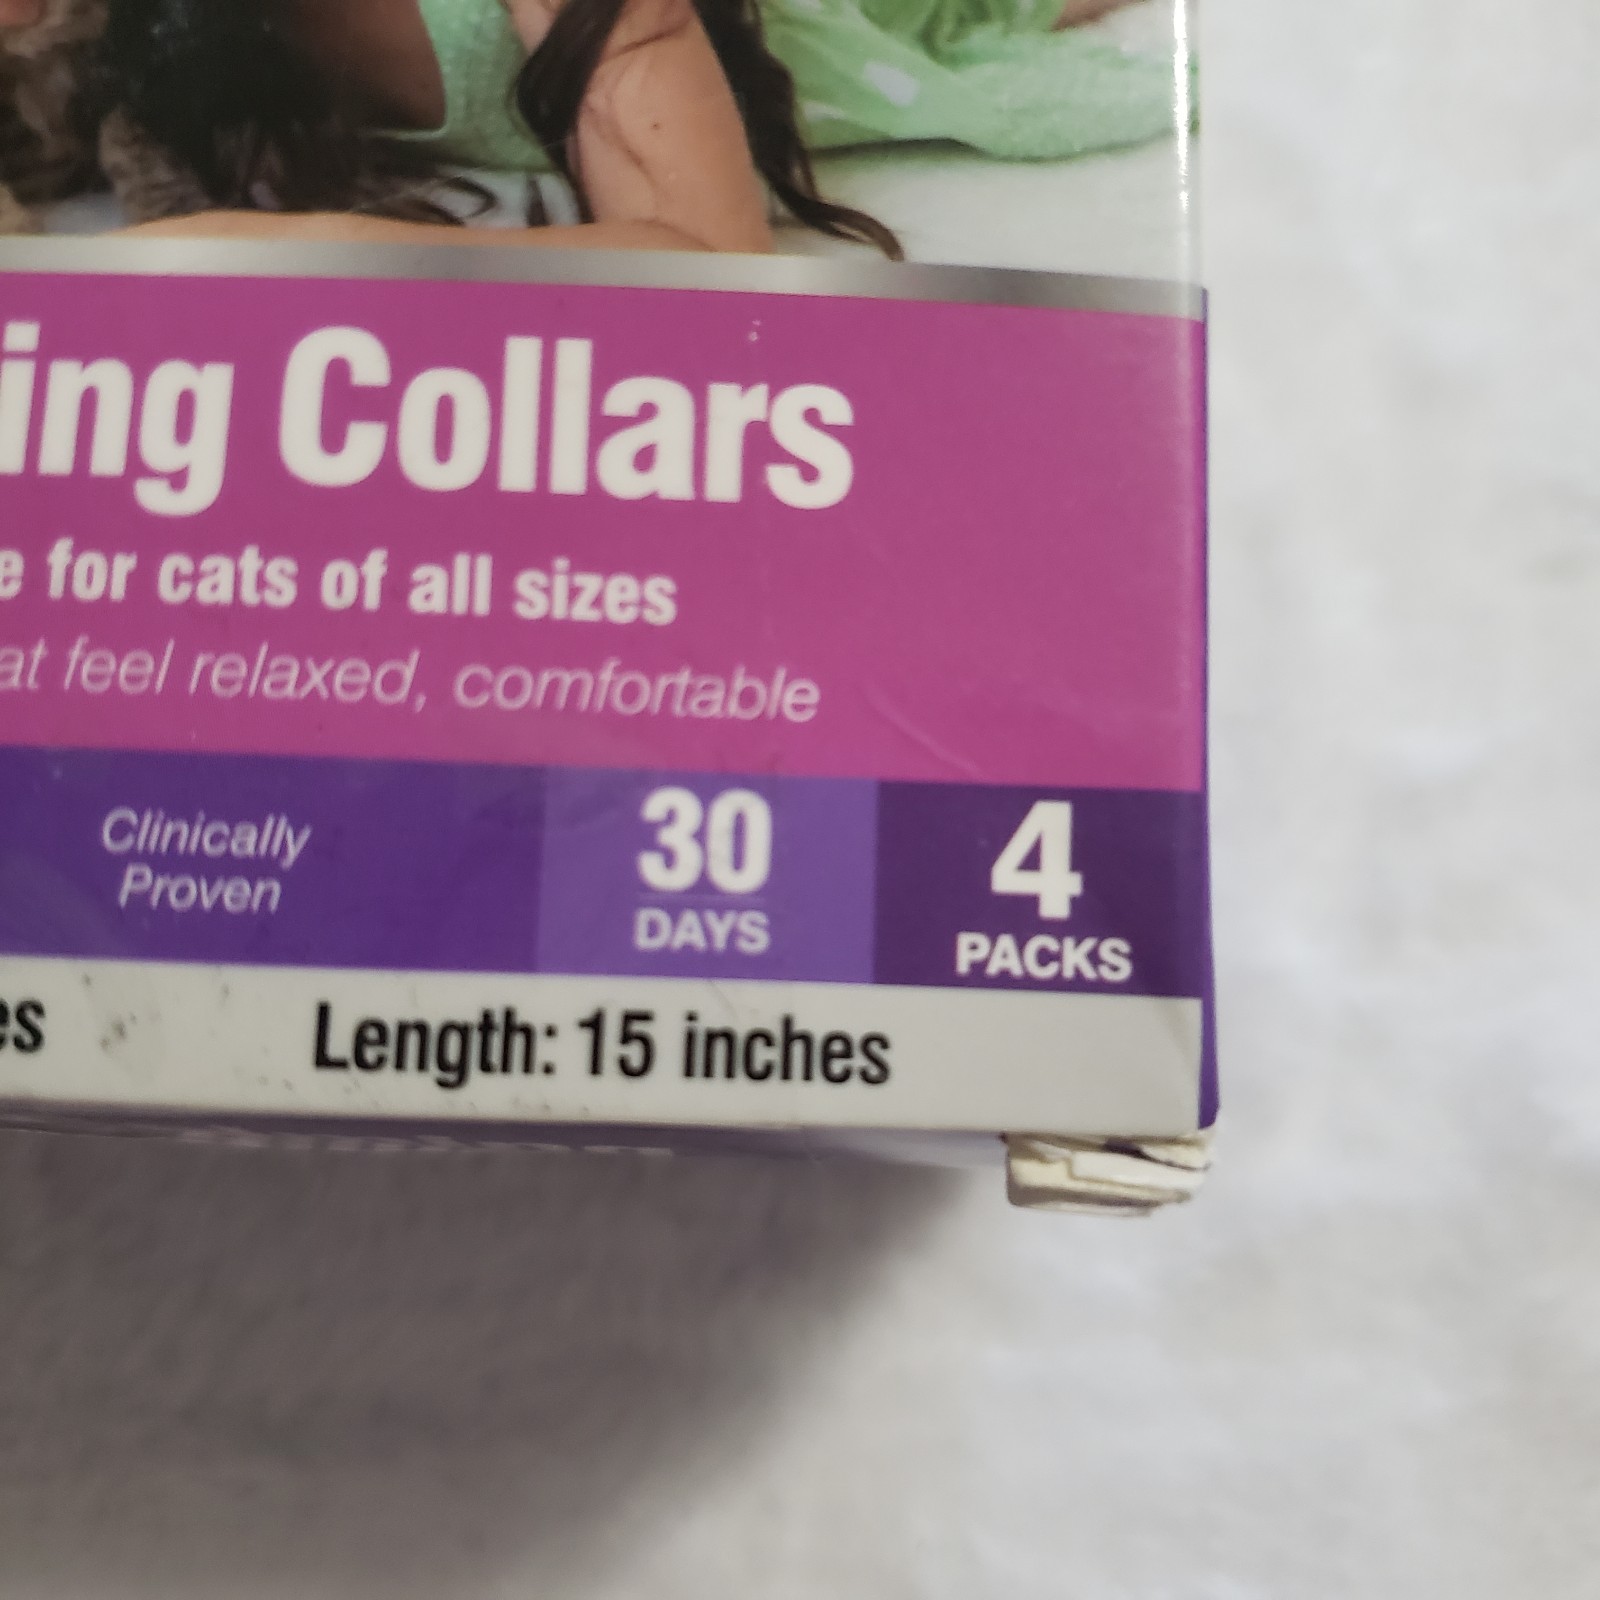 ing Collars
e for cats of all sizes
at feel relaxed, comfortable
Clinically
Proven
30
DAYS
4
PACKS
es
Length: 15 inches